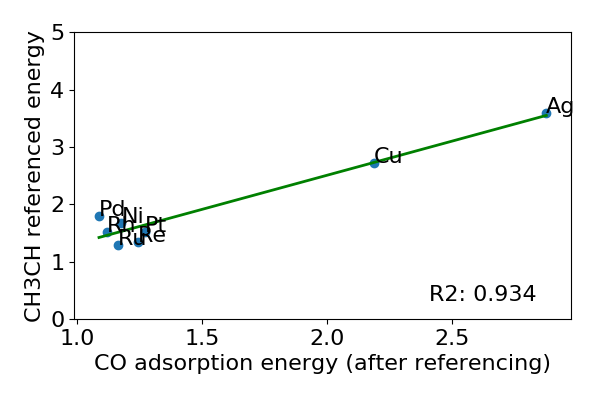 5
4
3
2
1
0
CH3CH referenced energy
Ag
Cu
Pd
Ni
Rh
Pt
Ru
Re
R2: 0.934
1.0 1.5 2.0 2.5
CO adsorption energy (after referencing)